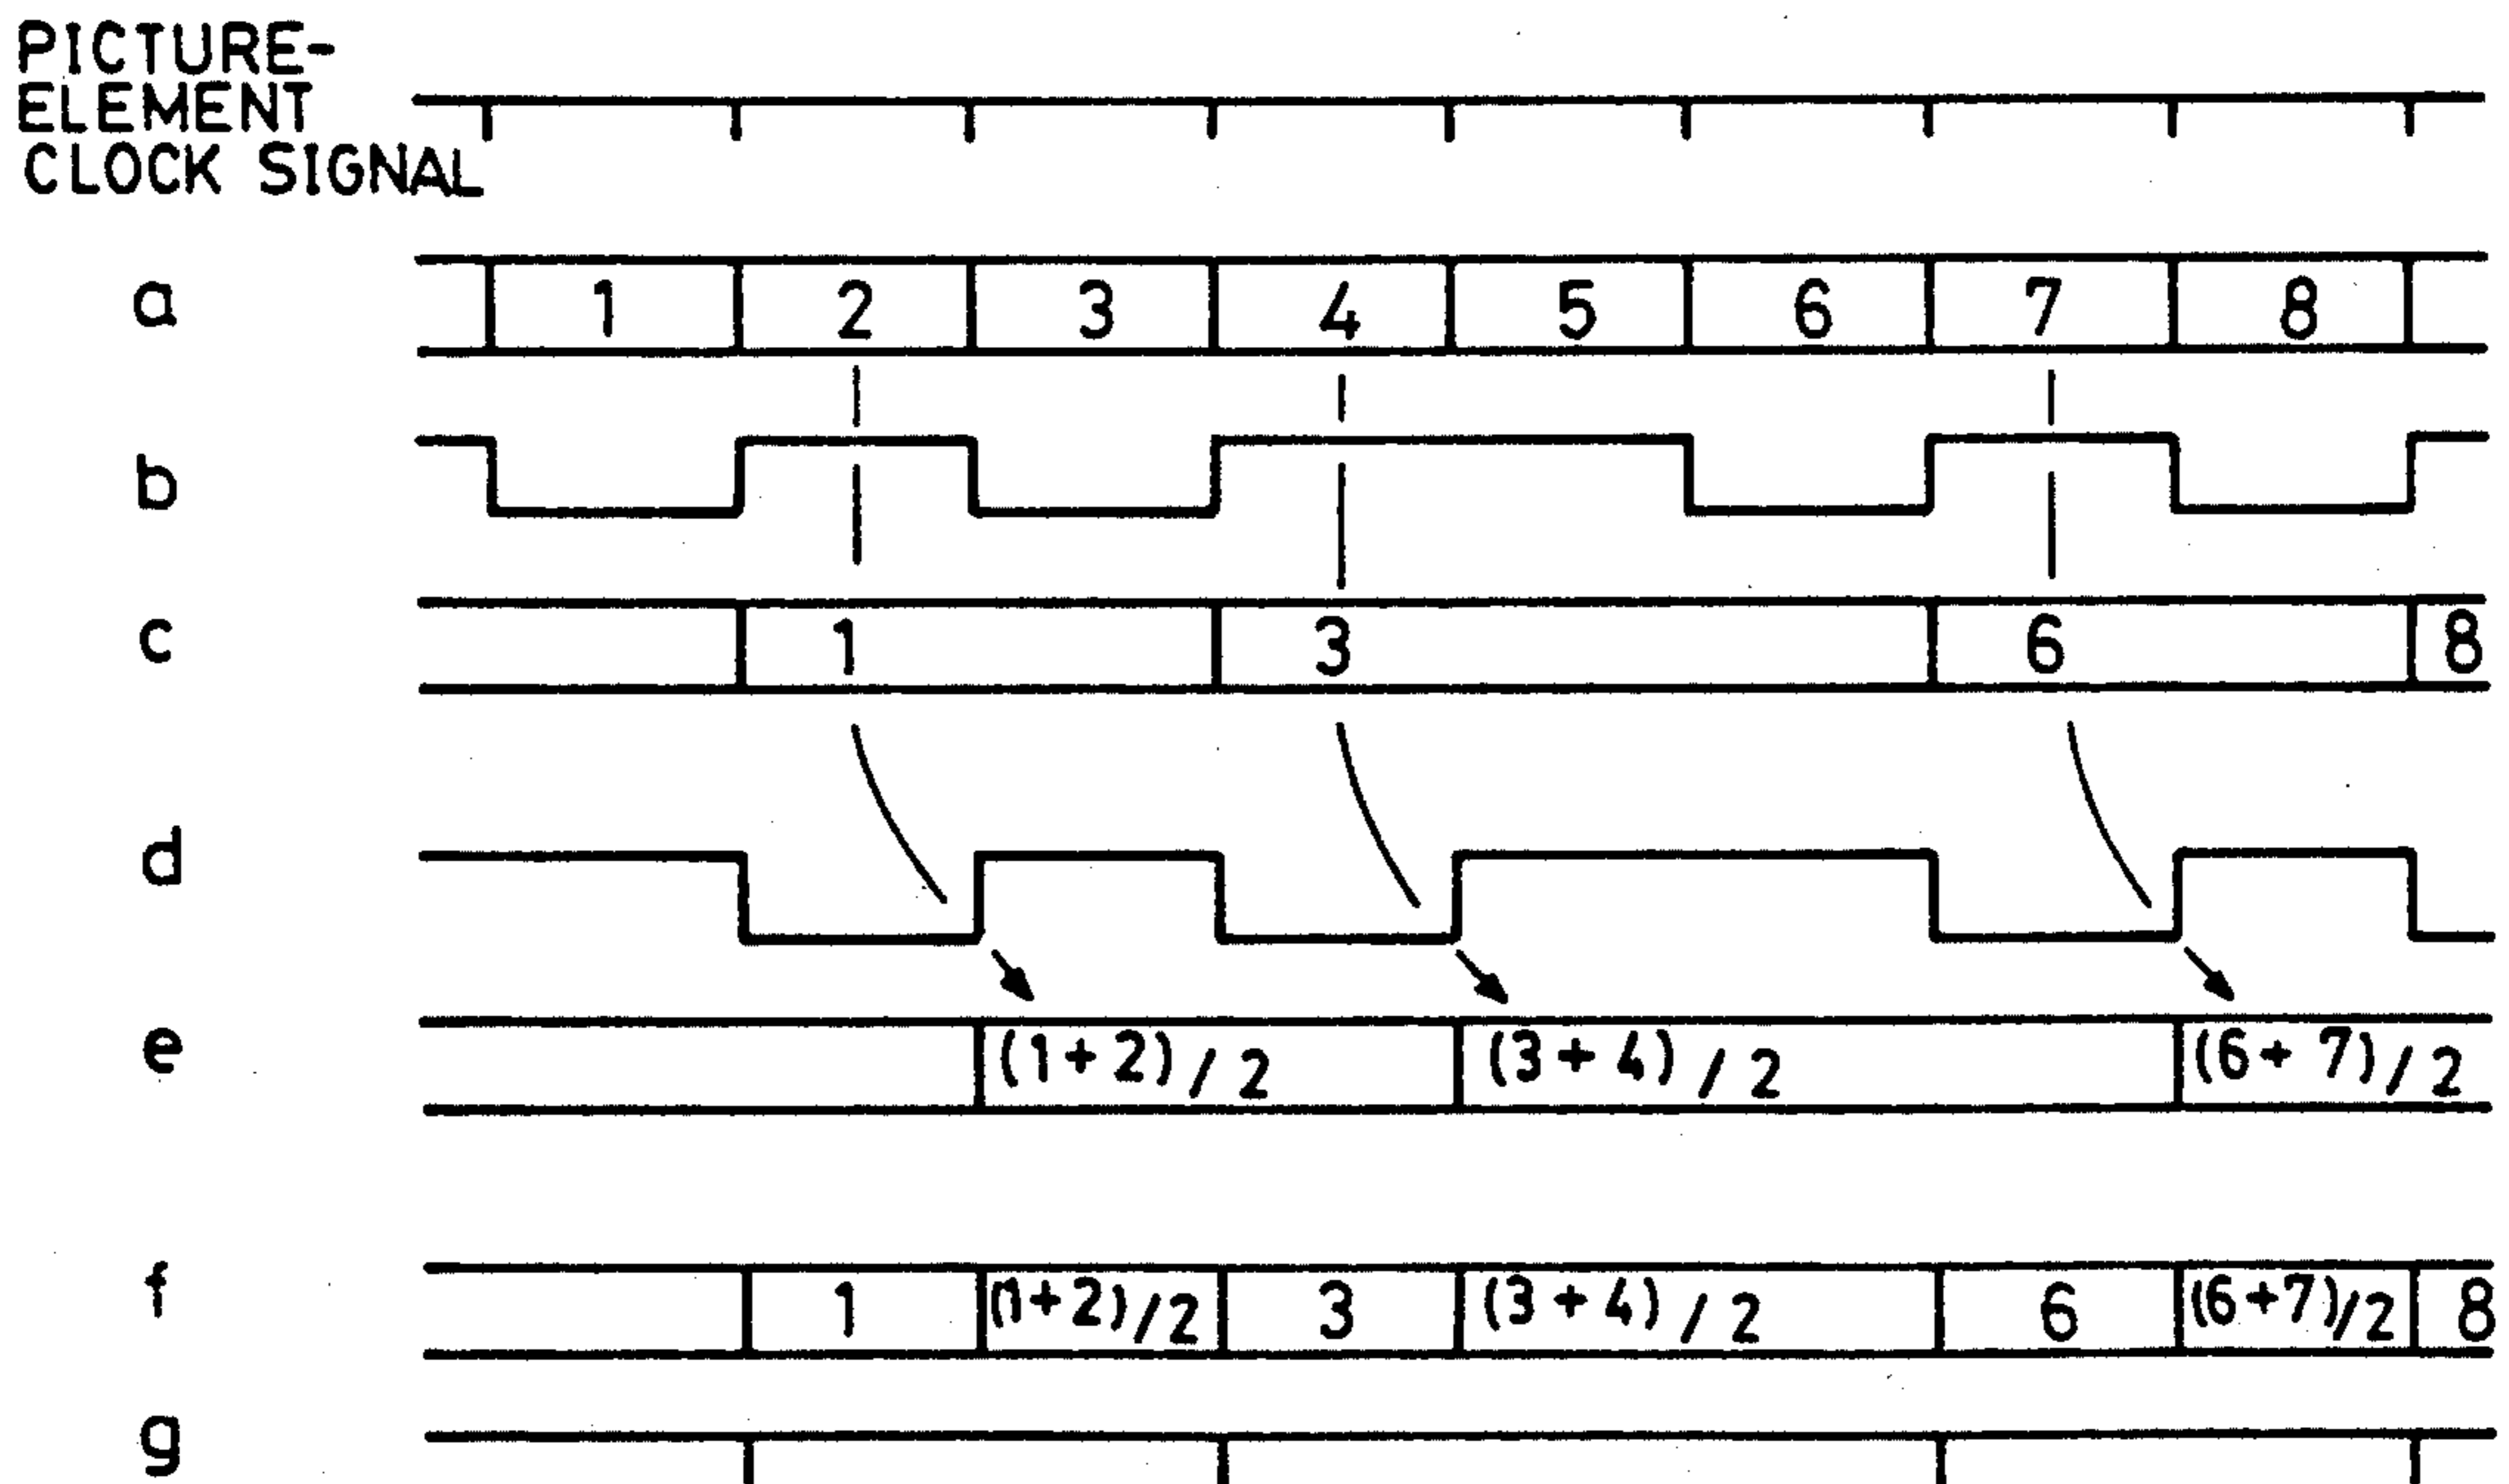 PICTURE-
ELEMENT
CLOCK SIGNAL
a 1 2 3 4 5 6 7 8
b
c 1 3 6 8
d
e (1+2)/2 (3+4)/2 (6+7)/2
f 1 (1+2)/2 3 (3+4)/2 6 (6+7)/2 8
g